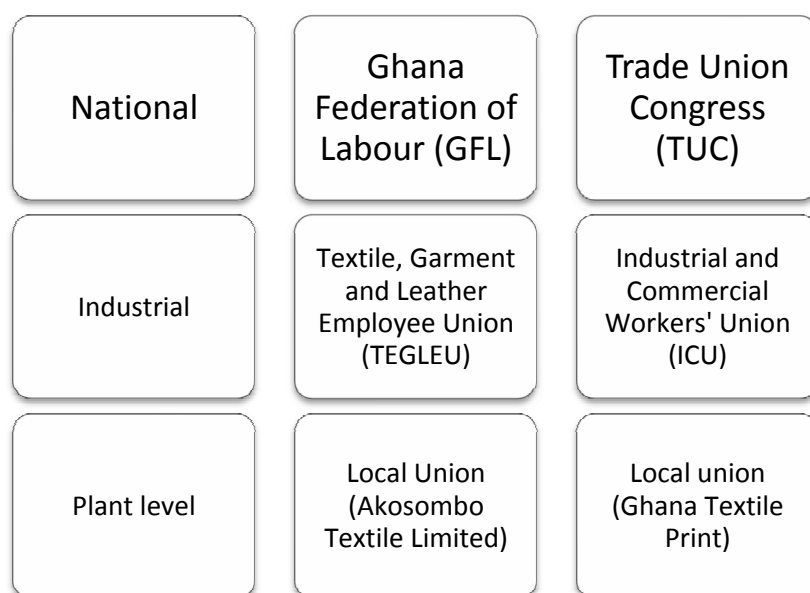 National
Ghana
Federation of
Labour (GFL)
Trade Union
Congress
(TUC)
Industrial
Textile, Garment
and Leather
Employee Union
(TEGLEU)
Industrial and
Commercial
Workers' Union
(ICU)
Plant level
Local Union
(Akosombo
Textile Limited)
Local union
(Ghana Textile
Print)